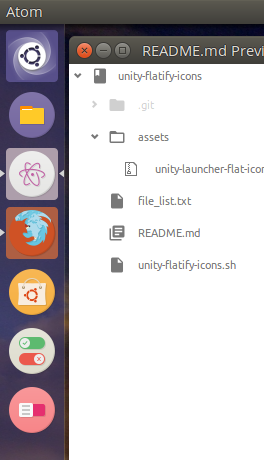 Atom
README.md Previ
unity-flatify-icons
.git
assets
unity-launcher-flat-icon
file_list.txt
README.md
unity-flatify-icons.sh